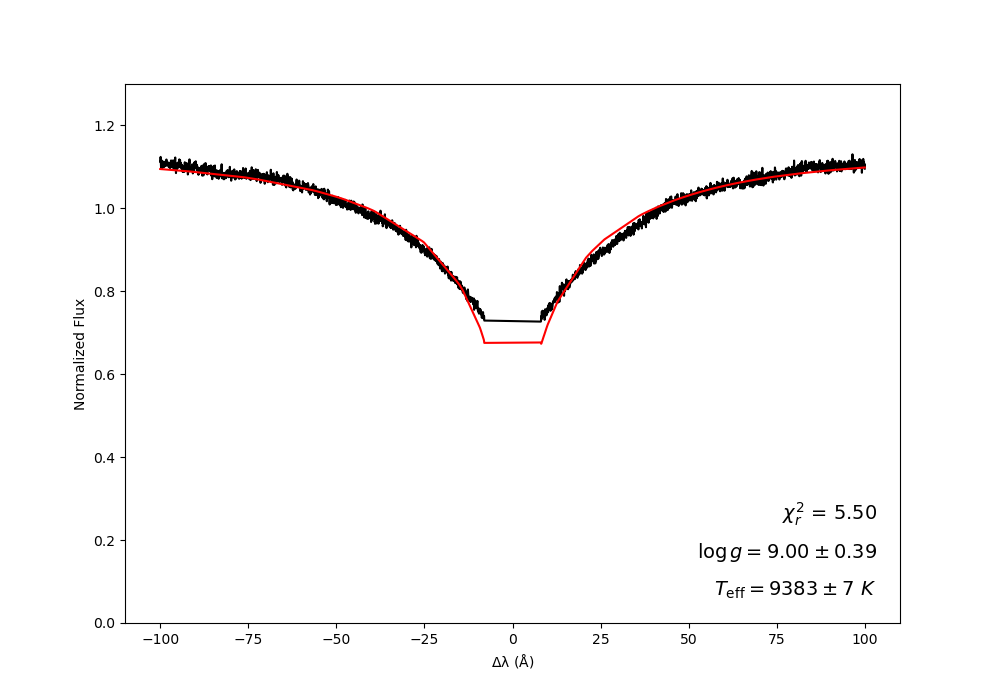 1.2
1.0
0.8
0.6
0.4
0.2
0.0
Normalized Flux
χ²ᵣ = 5.50
log g = 9.00 ± 0.39
T_eff = 9383 ± 7 K
−100 −75 −50 −25 0 25 50 75 100
Δλ (Å)